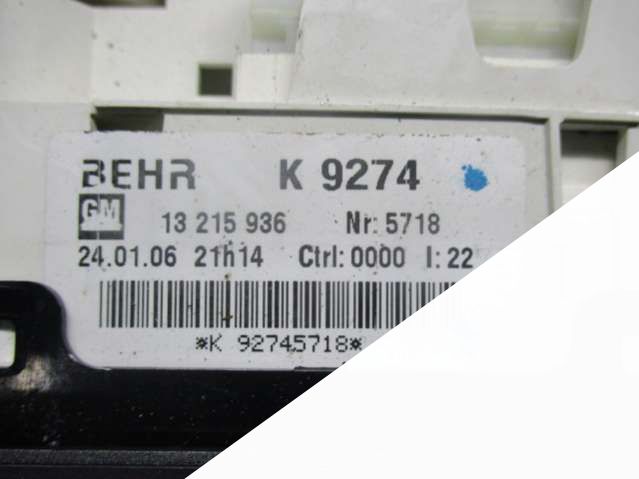 BEHR K 9274
GM 13 215 936 Nr: 5718
24.01.06 21h14 Ctrl: 0000 I: 22
*K 92745718*